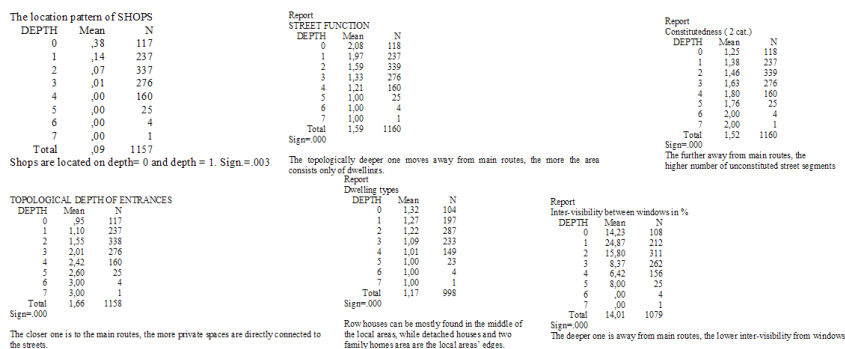 The location pattern of SHOPS
DEPTH Mean N
0 ,38 117
1 ,14 237
2 ,07 337
3 ,01 276
4 ,00 160
5 ,00 25
6 ,00 4
7 ,00 1
Total ,09 1157
Shops are located on depth= 0 and depth = 1. Sign.=.003
Report
STREET FUNCTION
DEPTH Mean N
0 2,08 118
1 1,97 237
2 1,59 339
3 1,33 276
4 1,21 160
5 1,00 25
6 1,00 4
7 1,00 1
Total 1,59 1160
Sign=.000
The topologically deeper one moves away from main routes, the more the area
consists only of dwellings.
Report
Constitutedness ( 2 cat.)
DEPTH Mean N
0 1,25 118
1 1,38 237
2 1,46 339
3 1,63 276
4 1,80 160
5 1,76 25
6 2,00 4
7 2,00 1
Total 1,52 1160
Sign=.000
The further away from main routes, the
higher number of unconstituted street segments
TOPOLOGICAL DEPTH OF ENTRANCES
DEPTH Mean N
0 ,95 117
1 1,10 237
2 1,55 338
3 2,01 276
4 2,42 160
5 2,60 25
6 3,00 4
7 3,00 1
Total 1,66 1158
Sign=.000
The closer one is to the main routes, the more private spaces are directly connected to
the streets.
Report
Dwelling types
DEPTH Mean N
0 1,32 104
1 1,27 197
2 1,22 287
3 1,09 233
4 1,01 149
5 1,00 23
6 1,00 4
7 1,00 1
Total 1,17 998
Sign=.000
Row houses can be mostly found in the middle of
the local areas, while detached houses and two
family homes area are the local areas' edges.
Report
Inter-visibility between windows in %
DEPTH Mean N
0 14,23 108
1 24,87 212
2 15,80 311
3 8,37 262
4 6,42 156
5 8,00 25
6 ,00 4
7 ,00 1
Total 14,01 1079
Sign=.000
The deeper one is away from main routes, the lower inter-visibility from windows